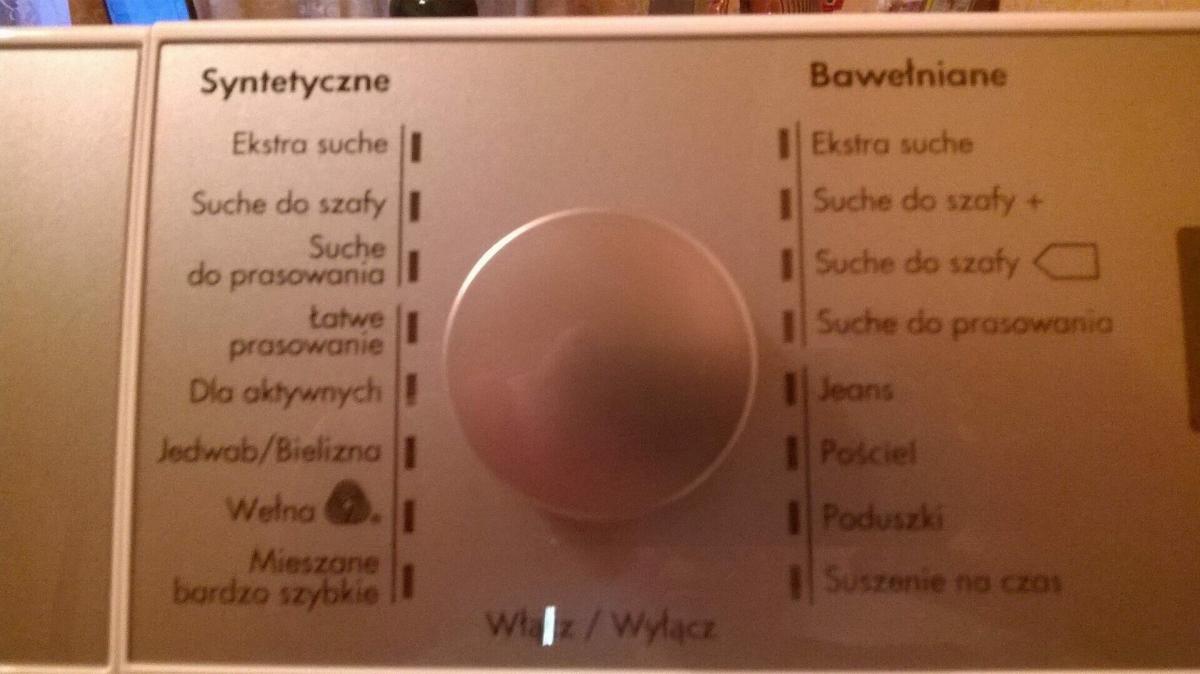 Syntetyczne
Ekstra suche
Suche do szafy
Suche
do prasowania
Łatwe
prasowanie
Dla aktywnych
Jedwab/Bielizna
Wełna
Mieszane
bardzo szybkie
Bawełniane
Ekstra suche
Suche do szafy +
Suche do szafy
Suche do prasowania
Jeans
Pościel
Poduszki
Suszenie na czas
Włącz / Wyłącz